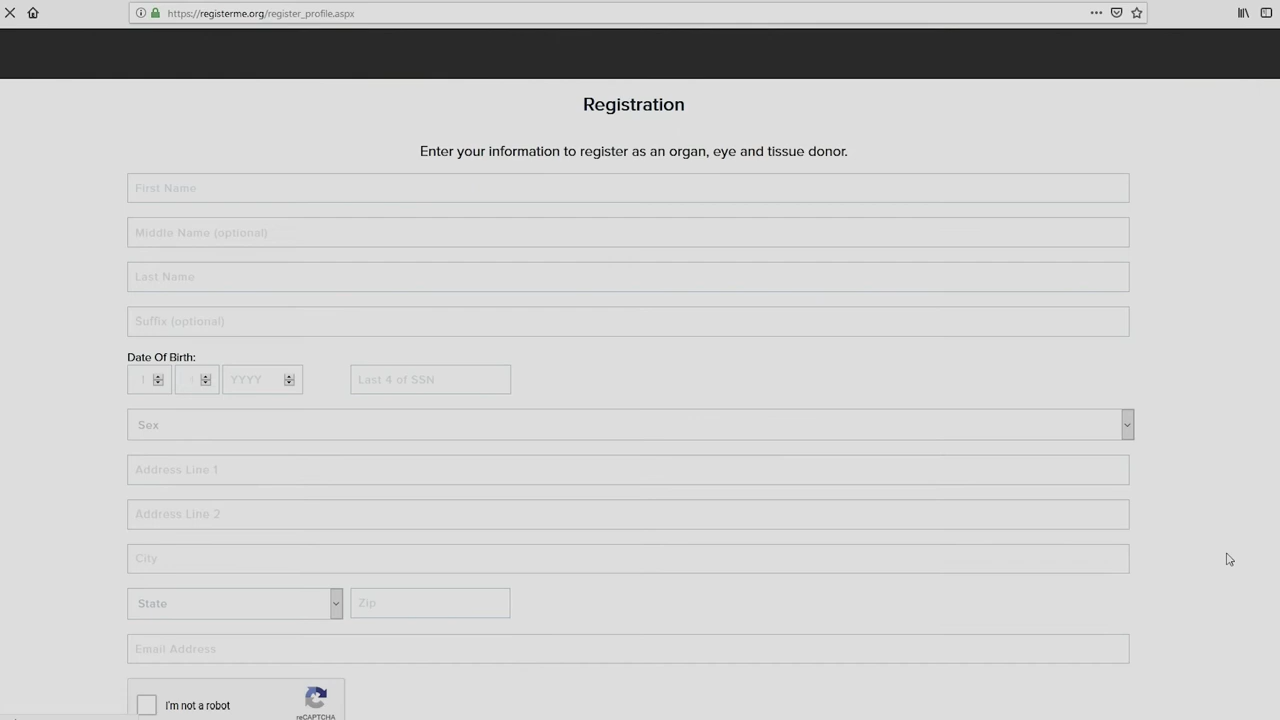 https://registerme.org/register_profile.aspx
Registration
Enter your information to register as an organ, eye and tissue donor.
First Name
Middle Name (optional)
Last Name
Suffix (optional)
Date Of Birth:
YYYY
Last 4 of SSN
Sex
Address Line 1
Address Line 2
City
State
Zip
Email Address
I'm not a robot
reCAPTCHA